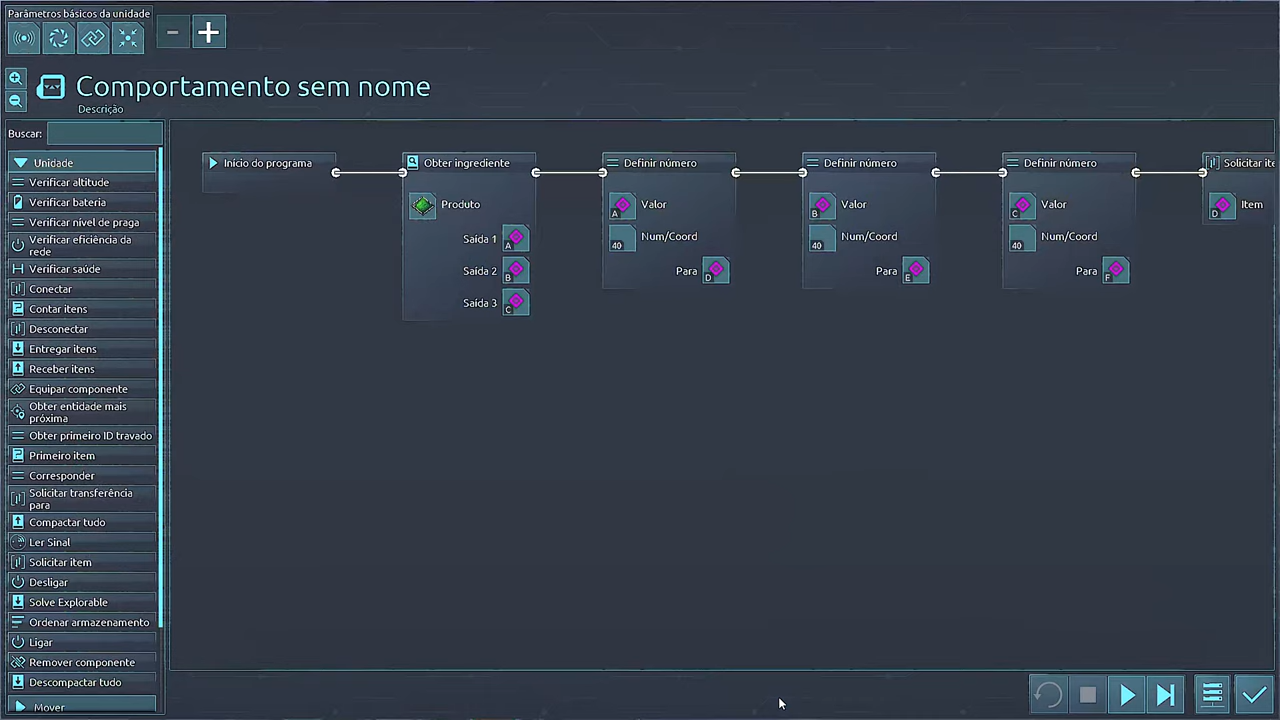 Parâmetros básicos da unidade
Comportamento sem nome
Descrição
Buscar:
Unidade
Verificar altitude
Verificar bateria
Verificar nível de praga
Verificar eficiência da
rede
Verificar saúde
Conectar
Contar itens
Desconectar
Entregar itens
Receber itens
Equipar componente
Obter entidade mais
próxima
Obter primeiro ID travado
Primeiro item
Corresponder
Solicitar transferência
para
Compactar tudo
Ler Sinal
Solicitar item
Desligar
Solve Explorable
Ordenar armazenamento
Ligar
Remover componente
Descompactar tudo
Mover
Início do programa
Obter ingrediente
Produto
Saída 1
A
Saída 2
B
Saída 3
C
Definir número
A
Valor
40
Num/Coord
Para
D
Definir número
B
Valor
40
Num/Coord
Para
E
Definir número
C
Valor
40
Num/Coord
Para
F
Solicitar ite
D
Item